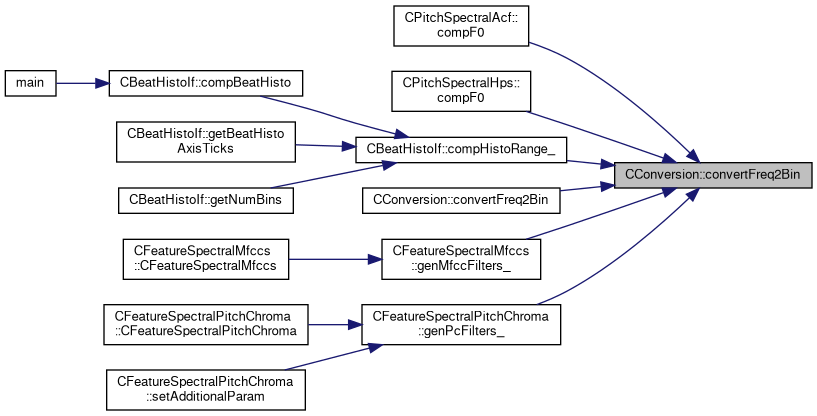 CPitchSpectralAcf::
compF0
CPitchSpectralHps::
compF0
main
CBeatHistoIf::compBeatHisto
CBeatHistoIf::getBeatHisto
AxisTicks
CBeatHistoIf::compHistoRange_
CConversion::convertFreq2Bin
CBeatHistoIf::getNumBins
CConversion::convertFreq2Bin
CFeatureSpectralMfccs
::CFeatureSpectralMfccs
CFeatureSpectralMfccs
::genMfccFilters_
CFeatureSpectralPitchChroma
::CFeatureSpectralPitchChroma
CFeatureSpectralPitchChroma
::genPcFilters_
CFeatureSpectralPitchChroma
::setAdditionalParam